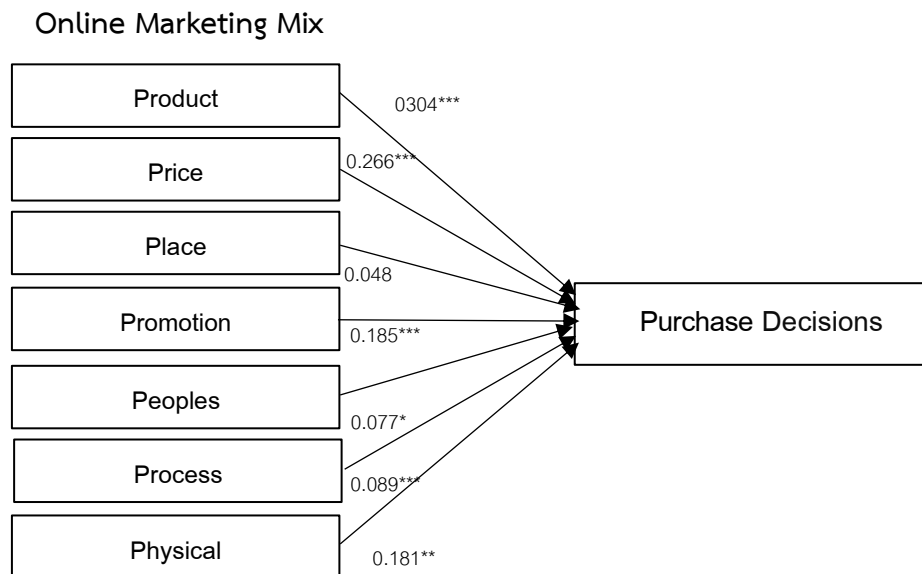 Online Marketing Mix
Product
0304***
Price
0.266***
Place
0.048
Promotion
0.185***
Purchase Decisions
Peoples
0.077*
Process
0.089***
Physical
0.181**